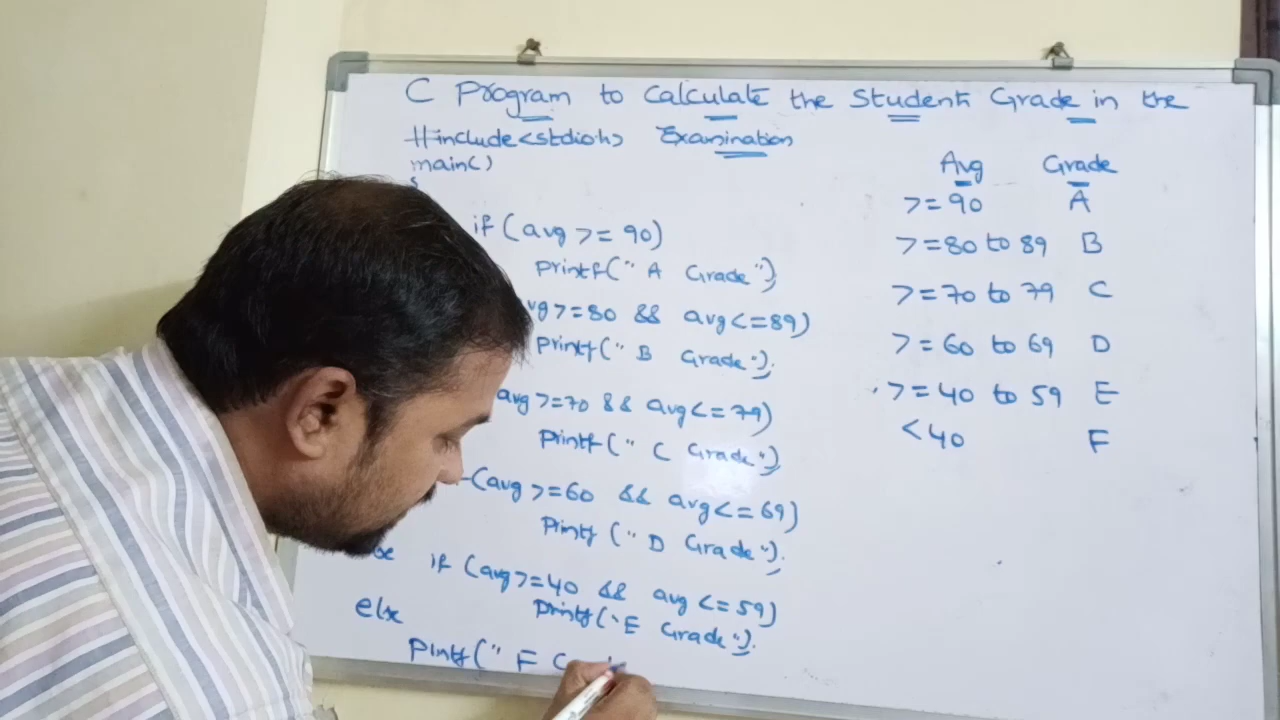 C Program to Calculate the Student Grade in the
#include<stdio.h> Examination
main()
{
if (avg >= 90)
printf(" A Grade");
avg >=80 && avg<=89)
printf(" B Grade");
avg >=70 && avg<=79)
printf(" C Grade");
(avg >=60 && avg<=69)
printf (" D Grade");
if (avg>=40 && avg<=59)
printf("E Grade");
else
Pintf(" F
Avg Grade
>=90 A
>=80 to 89 B
>=70 to 79 C
>=60 to 69 D
>=40 to 59 E
<40 F